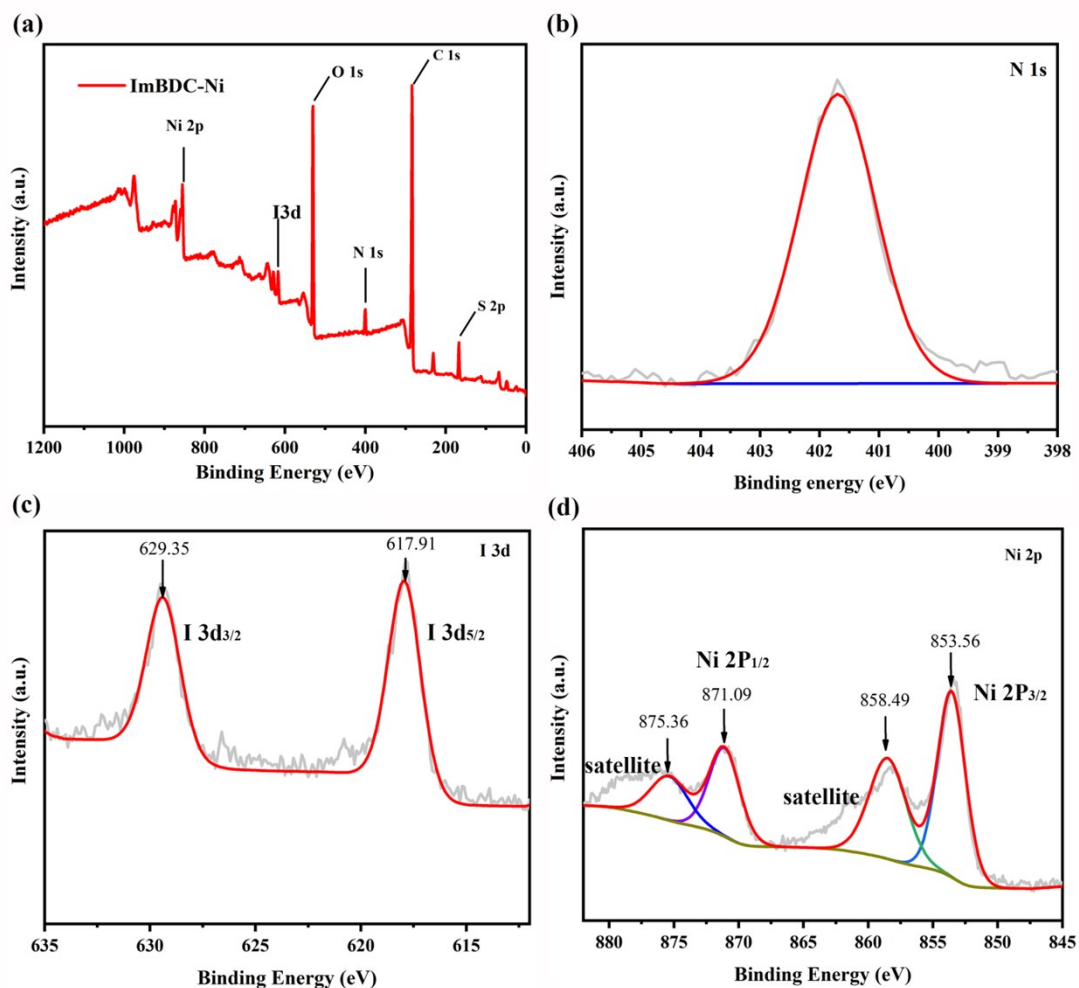 (a)
ImBDC-Ni
O 1s
C 1s
Ni 2p
I3d
N 1s
S 2p
Intensity (a.u.)
1200 1000 800 600 400 200 0
Binding Energy (eV)
(b)
N 1s
Intensity (a.u.)
406 405 404 403 402 401 400 399 398
Binding energy (eV)
(c)
629.35
617.91
I 3d
I 3d3/2
I 3d5/2
Intensity (a.u.)
635 630 625 620 615
Binding Energy (eV)
(d)
Ni 2p
853.56
Ni 2P1/2
Ni 2P3/2
871.09
858.49
875.36
satellite
satellite
Intensity (a.u.)
880 875 870 865 860 855 850 845
Binding Energy (eV)